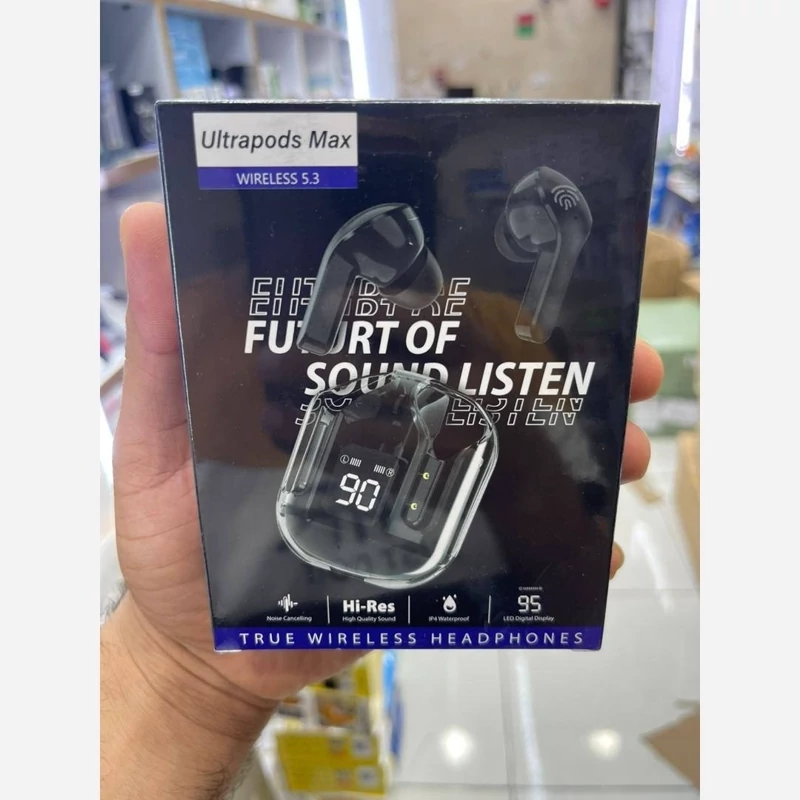 Ultrapods Max
WIRELESS 5.3
FUTURT OF
SOUND LISTEN
LISTEN
L R
90
95
Noise Cancelling
Hi-Res
High Quality Sound
IP4 Waterproof
LED Digital Display
TRUE WIRELESS HEADPHONES